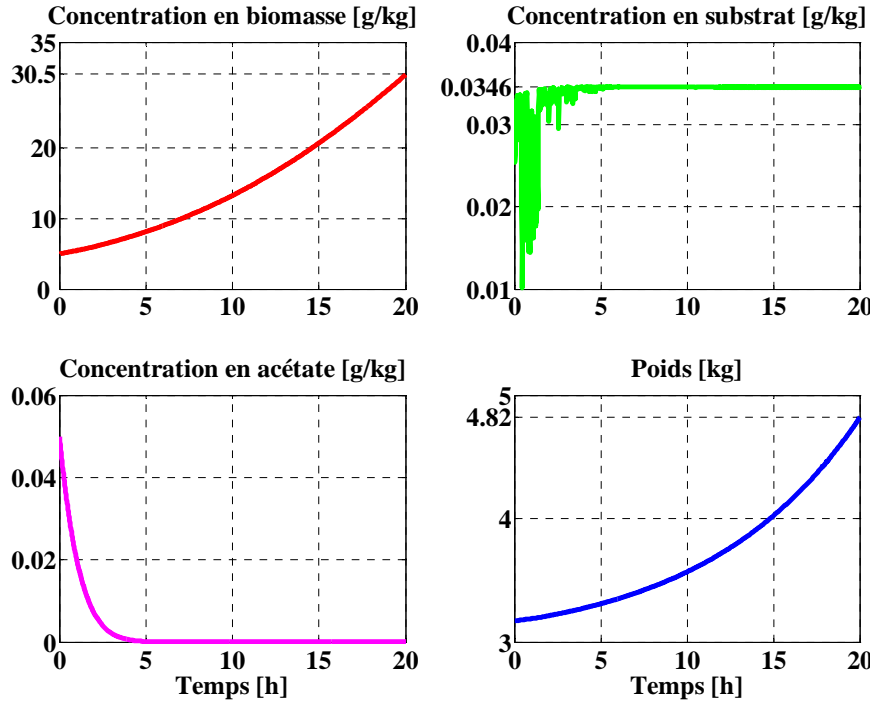 Concentration en biomasse [g/kg]
35
30.5
20
10
0
0 5 10 15 20
Concentration en substrat [g/kg]
0.04
0.0346
0.03
0.02
0.01
0 5 10 15 20
Concentration en acétate [g/kg]
0.06
0.04
0.02
0
0 5 10 15 20
Temps [h]
Poids [kg]
5
4.82
4
3
0 5 10 15 20
Temps [h]